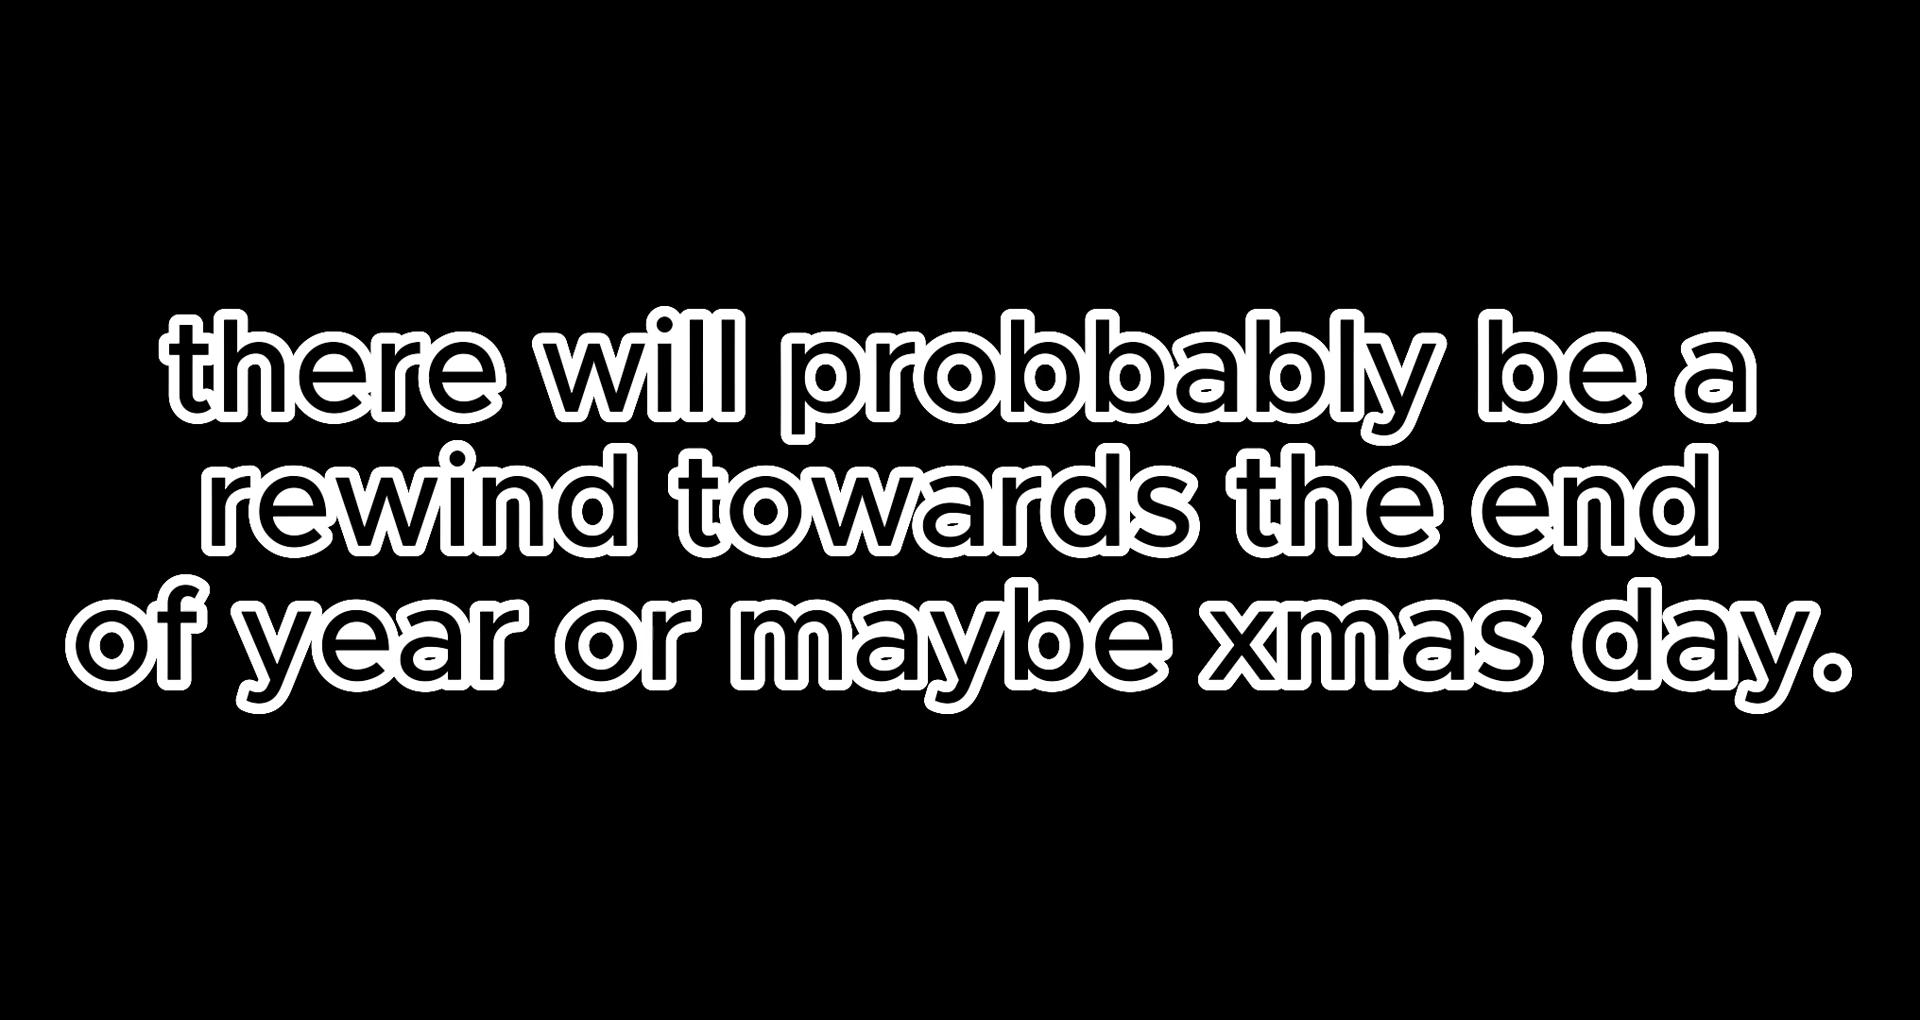 there will probbably be a
rewind towards the end
of year or maybe xmas day.